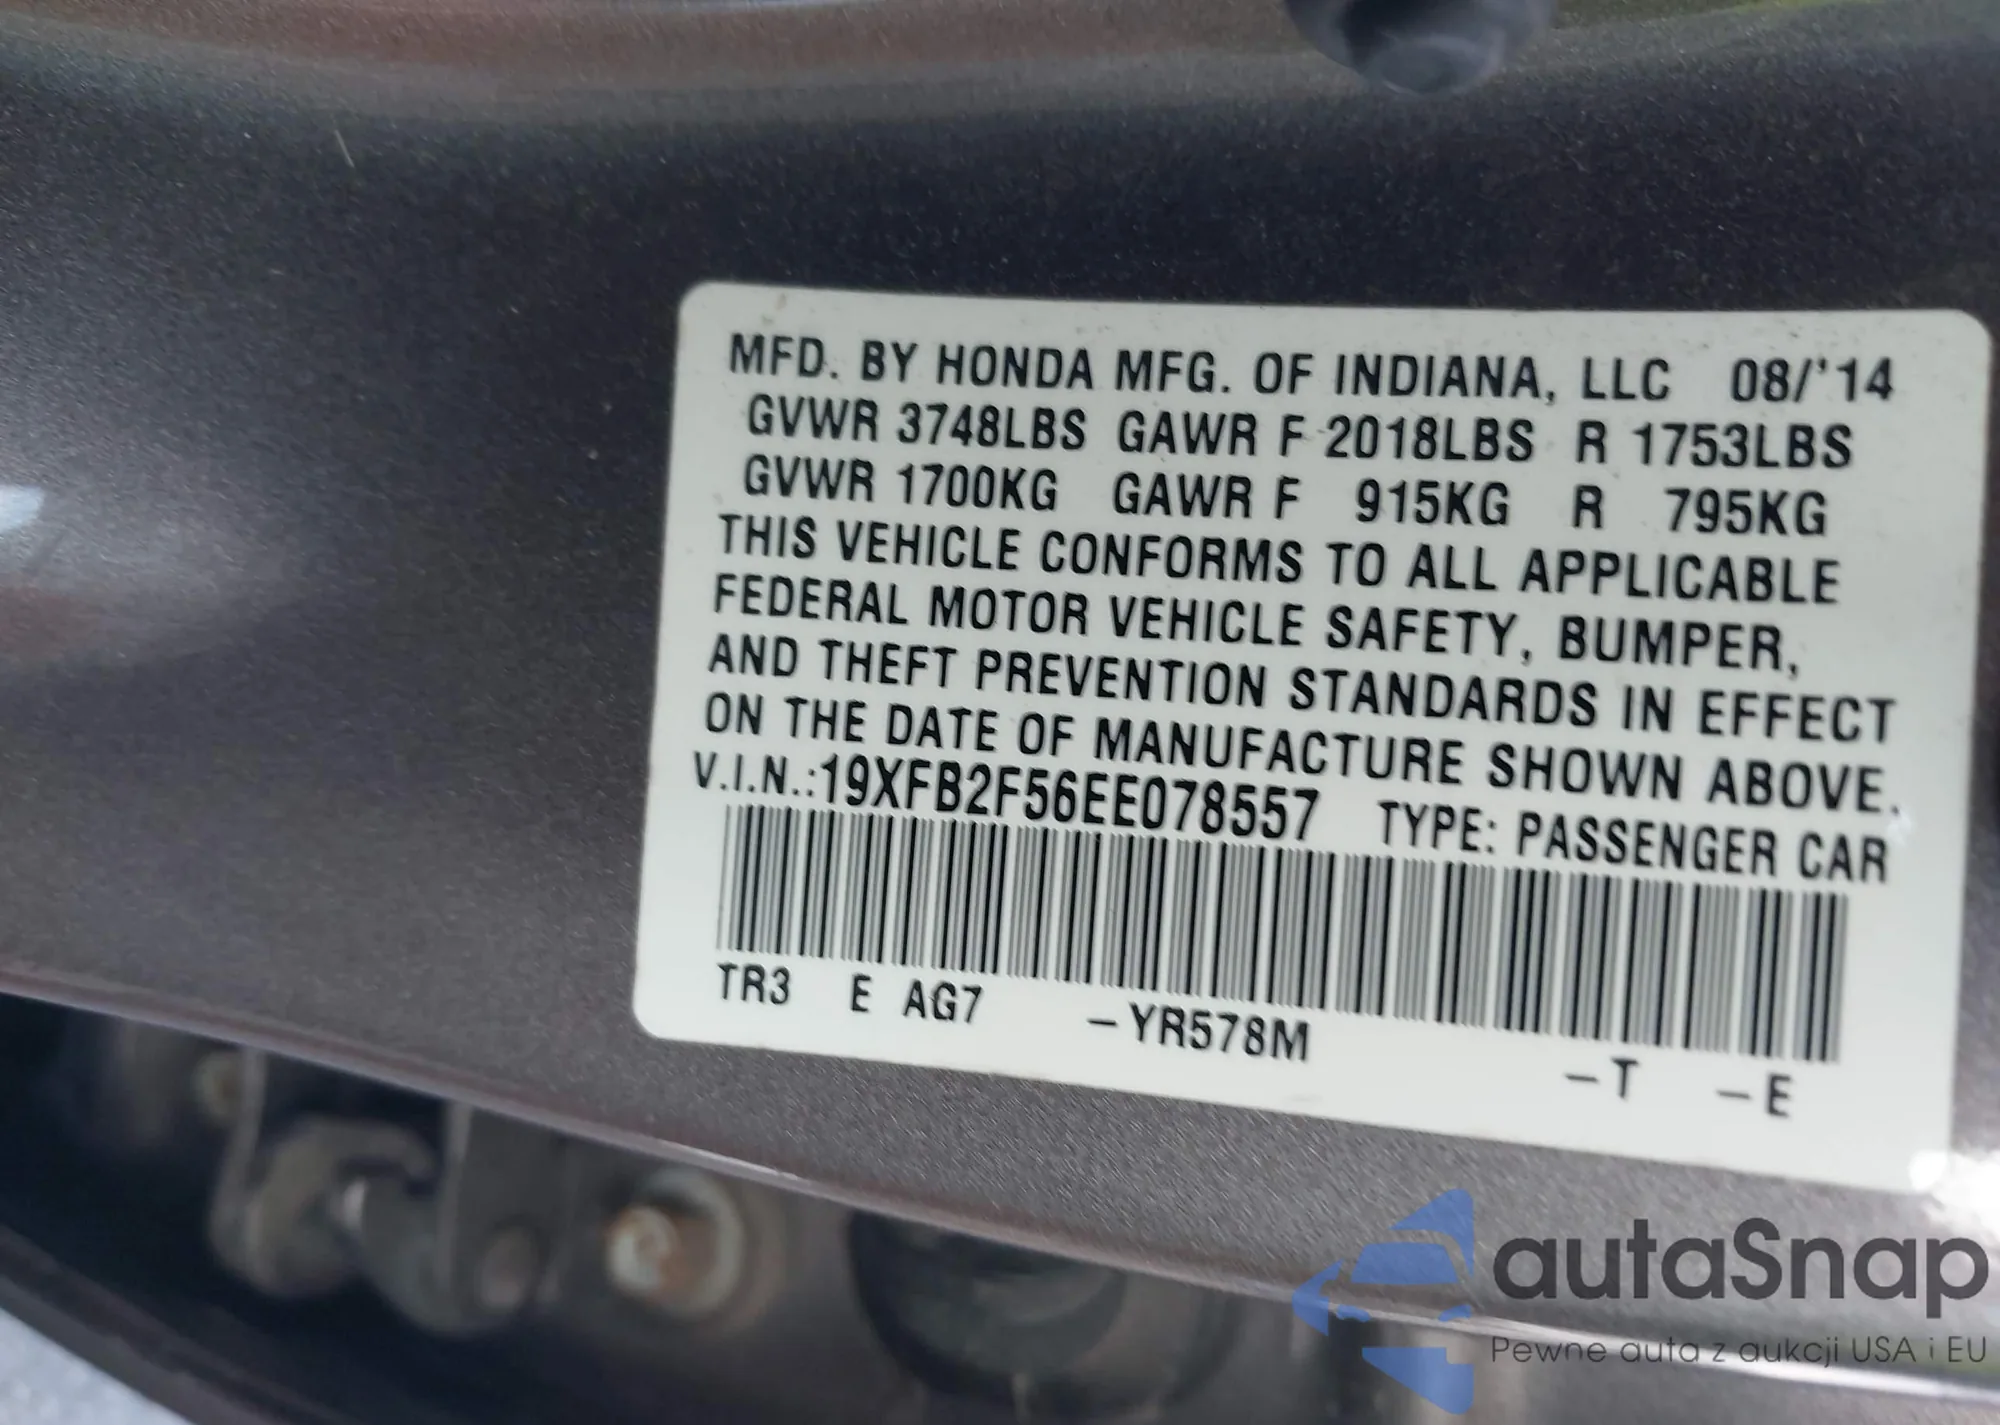 MFD. BY HONDA MFG. OF INDIANA, LLC 08/'14
GVWR 3748LBS GAWR F 2018LBS R 1753LBS
GVWR 1700KG GAWR F 915KG R 795KG
THIS VEHICLE CONFORMS TO ALL APPLICABLE
FEDERAL MOTOR VEHICLE SAFETY, BUMPER,
AND THEFT PREVENTION STANDARDS IN EFFECT
ON THE DATE OF MANUFACTURE SHOWN ABOVE.
V.I.N.:19XFB2F56EE078557 TYPE: PASSENGER CAR
TR3 E AG7 –YR578M –T –E
autaSnap
Pewne auta z aukcji USA i EU